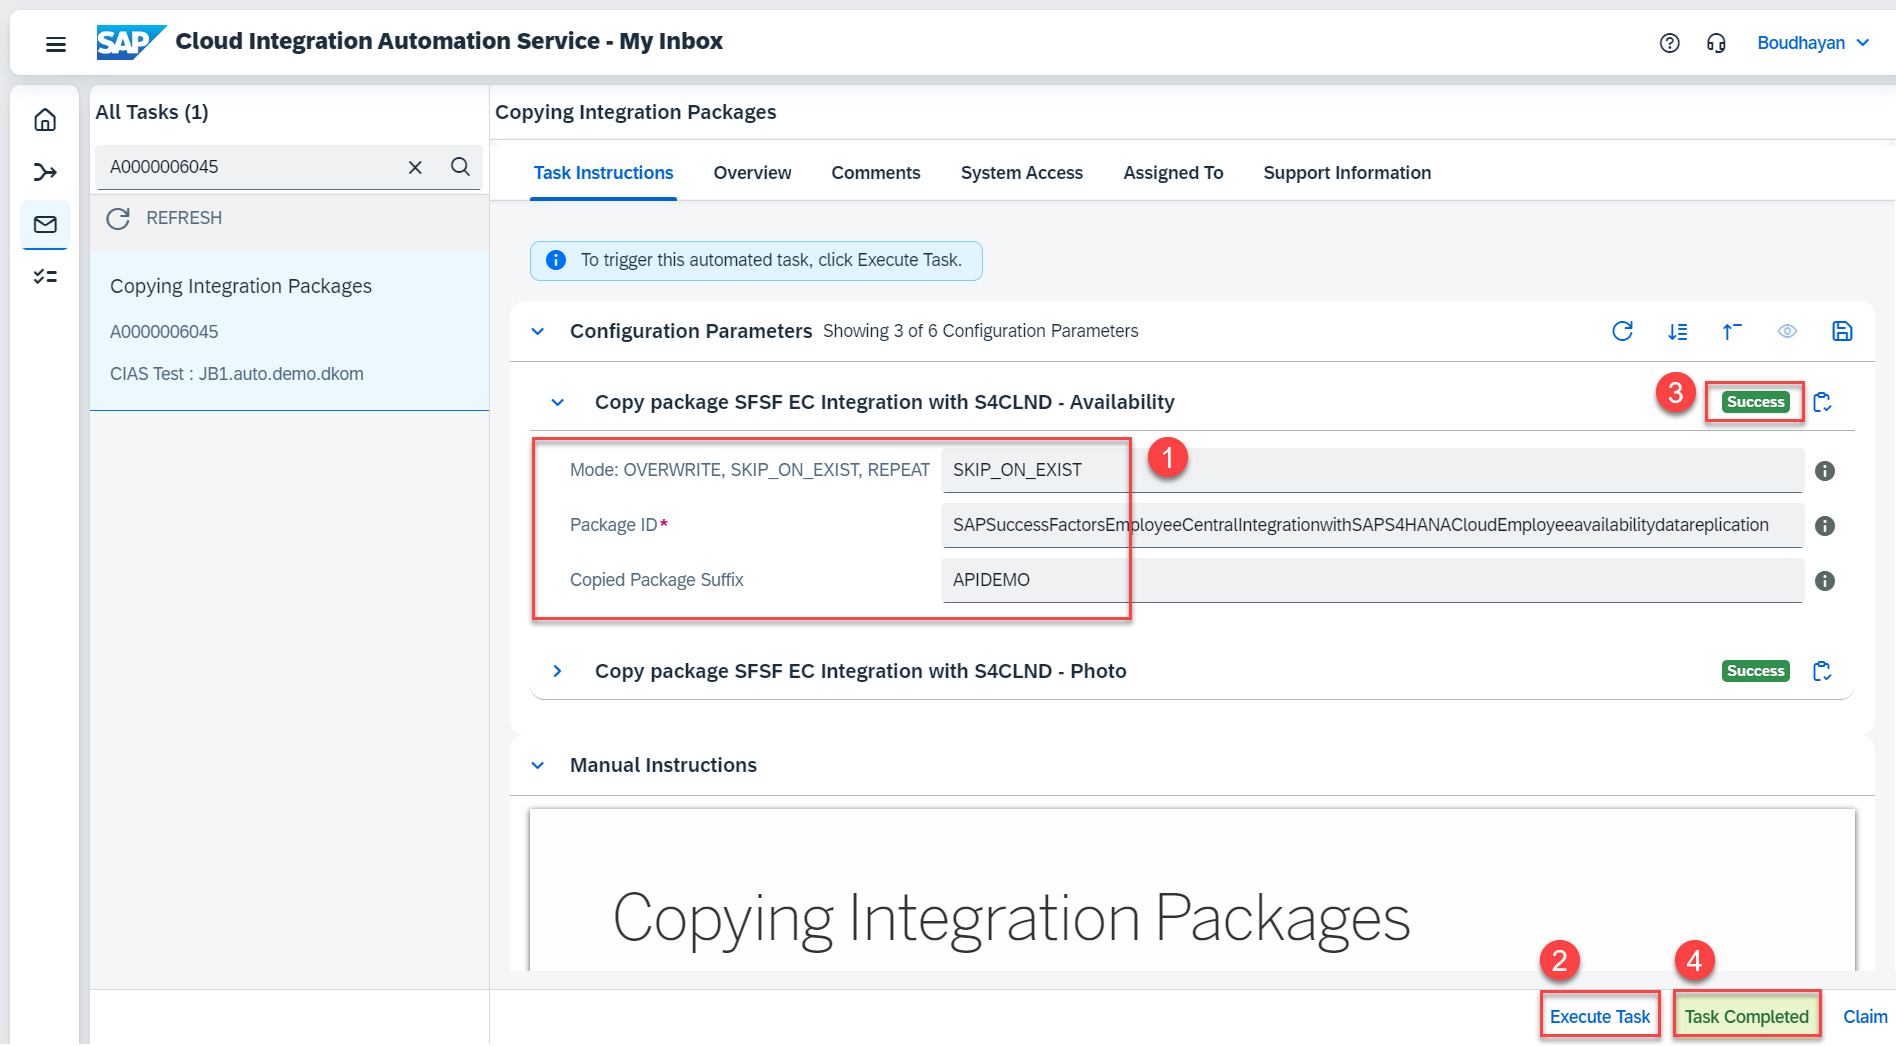 SAP Cloud Integration Automation Service - My Inbox
Boudhayan
All Tasks (1)
A0000006045
REFRESH
Copying Integration Packages
A0000006045
CIAS Test : JB1.auto.demo.dkom
Copying Integration Packages
Task Instructions Overview Comments System Access Assigned To Support Information
To trigger this automated task, click Execute Task.
Configuration Parameters Showing 3 of 6 Configuration Parameters
Copy package SFSF EC Integration with S4CLND - Availability 3 Success
Mode: OVERWRITE, SKIP_ON_EXIST, REPEAT SKIP_ON_EXIST 1
Package ID* SAPSuccessFactorsEmployeeCentralIntegrationwithSAPS4HANACloudEmployeeavailabilitydatareplication
Copied Package Suffix APIDEMO
Copy package SFSF EC Integration with S4CLND - Photo Success
Manual Instructions
Copying Integration Packages
2 4
Execute Task Task Completed Claim